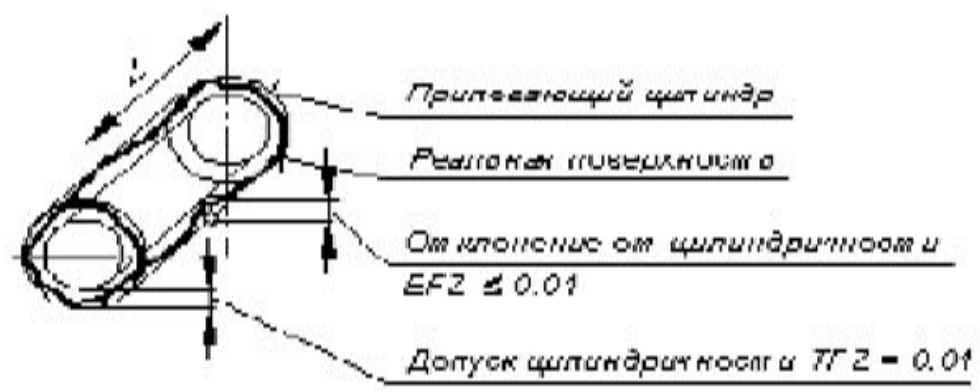 L
Прилегающий цилиндр
Реальная поверхность
Отклонение от цилиндричности
EFZ ≤ 0.01
Допуск цилиндричности TFZ = 0.01